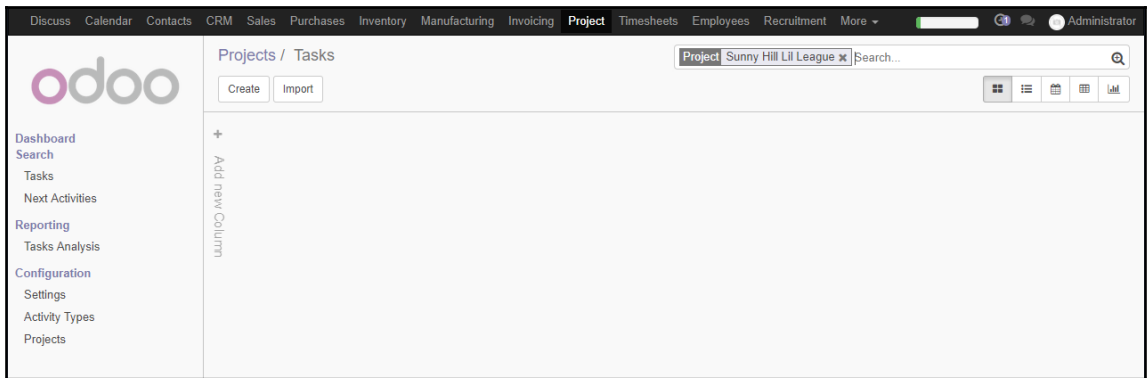 Discuss Calendar Contacts CRM Sales Purchases Inventory Manufacturing Invoicing Project Timesheets Employees Recruitment More 1 Administrator
odoo
Projects / Tasks
Project Sunny Hill Lil League × Search...
Create Import
Dashboard
Search
Tasks
Next Activities
Reporting
Tasks Analysis
Configuration
Settings
Activity Types
Projects
+ Add new Column